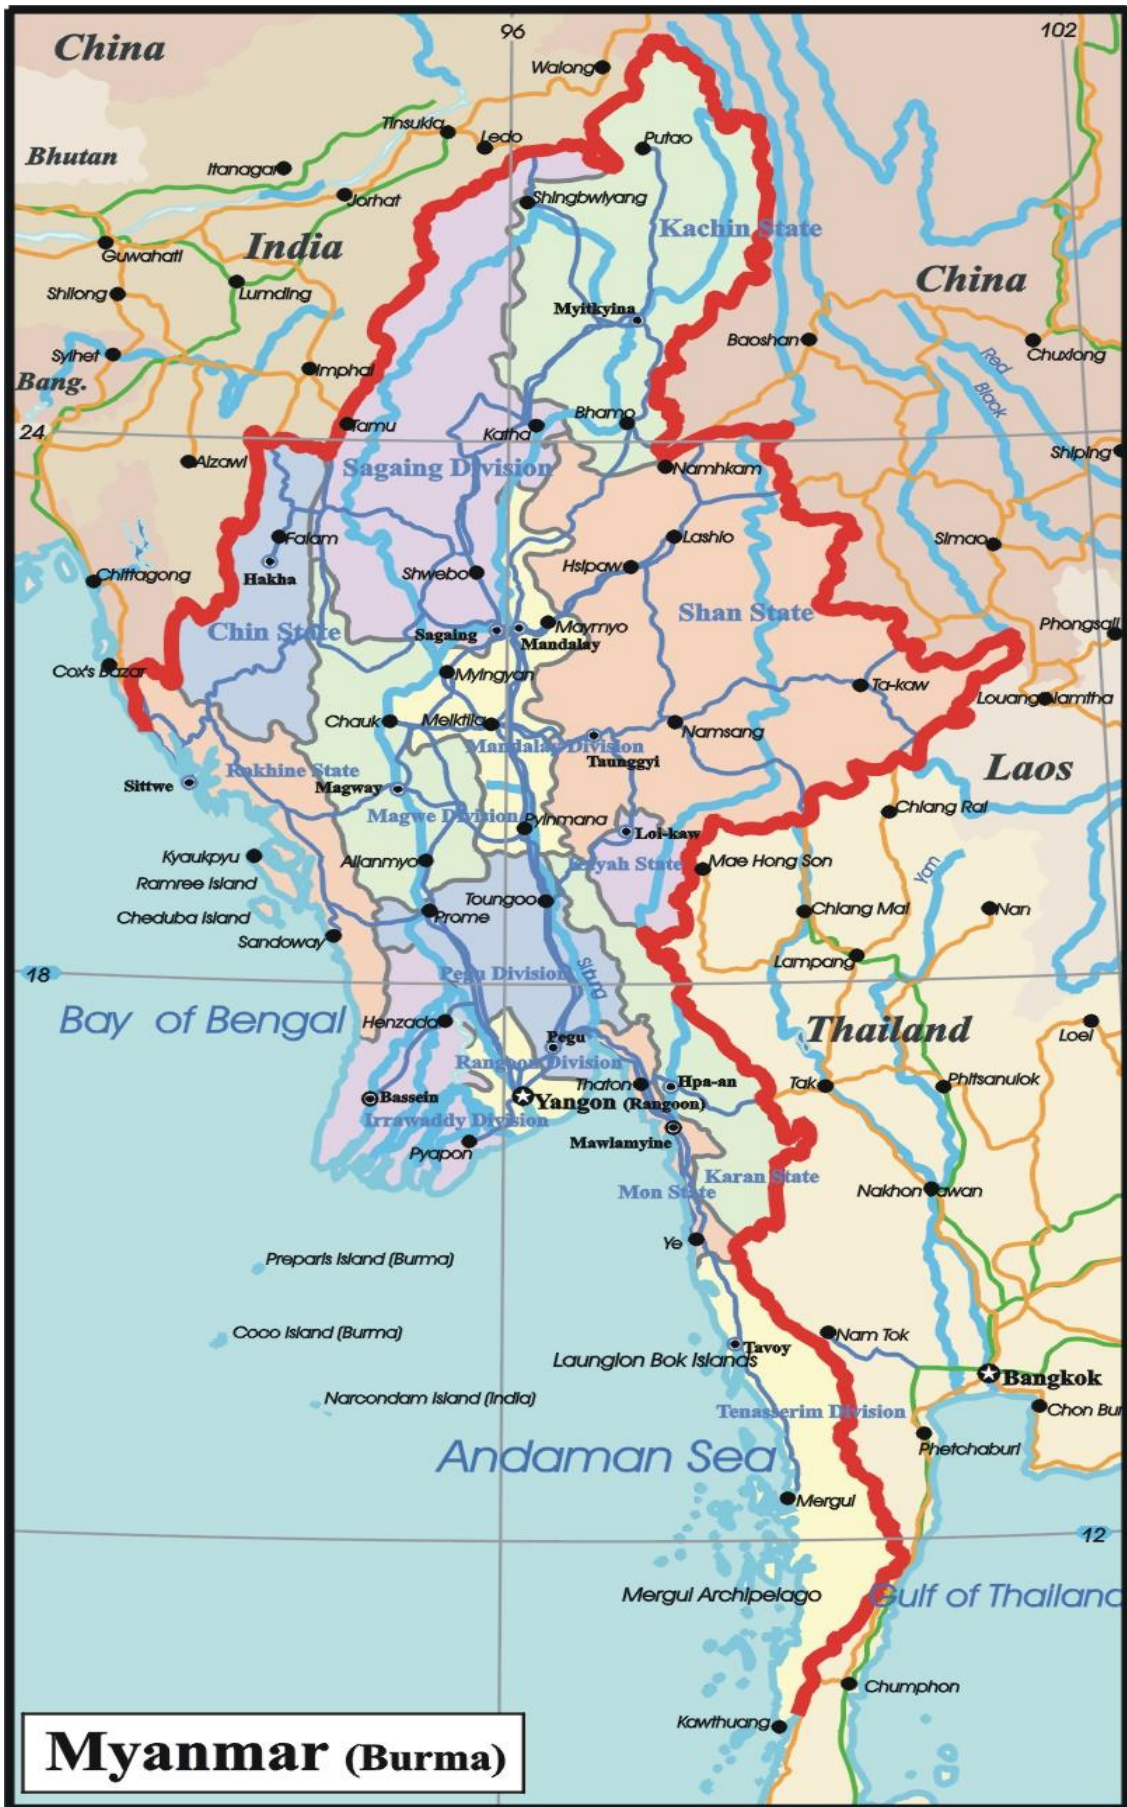 96
102
China
Walong
Tinsukia
Ledo
Putao
Bhutan
Itanagar
Jorhat
Shingbwiyang
Kachin State
Guwahati
India
China
Shilong
Lumding
Myitkyina
Baoshan
Chuxiong
Red
Sylhet
Imphal
Bang.
Black
Tamu
Katha
Bhamo
24
Shiping
Aizawl
Sagaing Division
Namhkam
Falam
Lashio
Simao
Hakha
Shwebo
Hsipaw
Chittagong
Shan State
Chin State
Sagaing
Maymyo
Mandalay
Phongsali
Cox's Bazar
Myingyan
Ta-kaw
Louang Namtha
Chauk
Meiktila
Namsang
Mandalay Division
Taunggyi
Rakhine State
Laos
Sittwe
Magway
Magwe Division
Pyinmana
Chiang Rai
Loi-kaw
Kyaukpyu
Allanmyo
Kayah State
Mae Hong Son
Yam
Ramree Island
Cheduba Island
Toungoo
Prome
Chiang Mai
Nan
Sandoway
Lampang
18
Pegu Division
Sittang
Bay of Bengal
Henzada
Thailand
Loei
Pegu
Rangoon Division
Thaton
Hpa-an
Tak
Phitsanulok
Bassein
Yangon (Rangoon)
Irrawaddy Division
Mawlamyine
Pyapon
Karan State
Mon State
Nakhon Sawan
Ye
Preparis Island (Burma)
Coco Island (Burma)
Nam Tok
Tavoy
Launglon Bok Islands
Bangkok
Narcondam Island (India)
Chon Buri
Tenasserim Division
Phetchaburi
Andaman Sea
Mergui
12
Mergui Archipelago
Gulf of Thailand
Chumphon
Kawthuang
Myanmar (Burma)